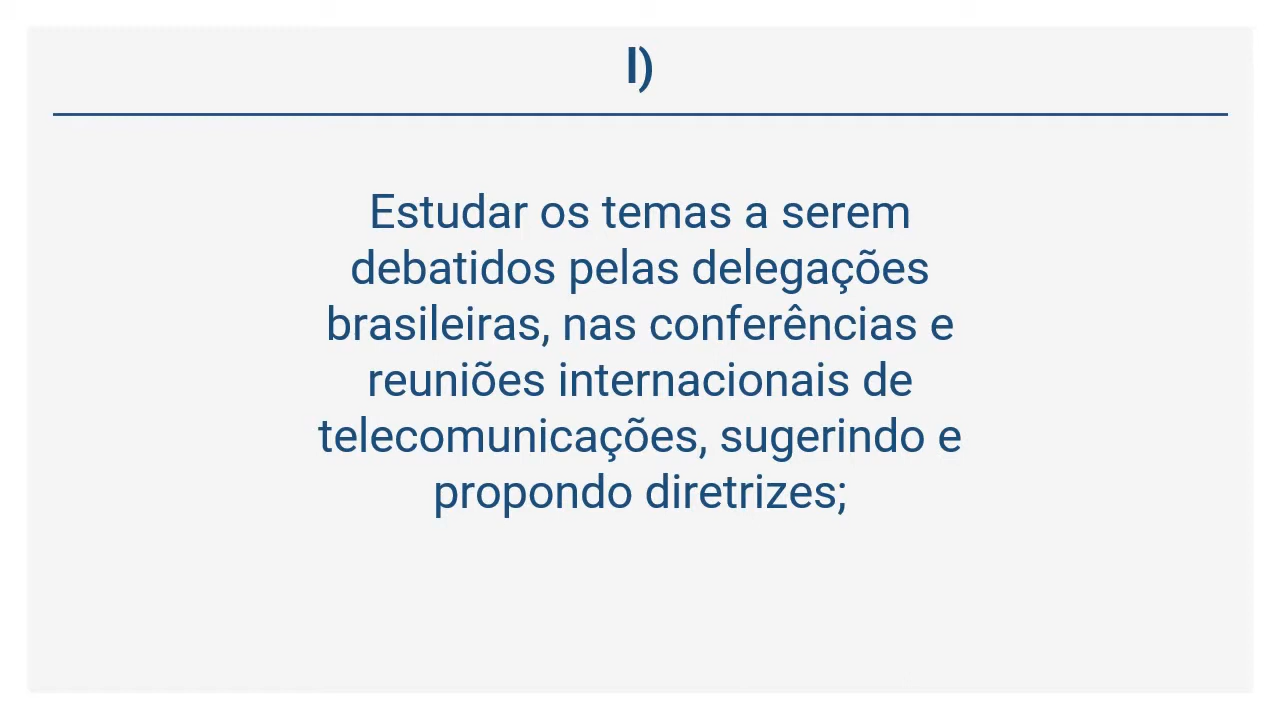 l)
Estudar os temas a serem
debatidos pelas delegações
brasileiras, nas conferências e
reuniões internacionais de
telecomunicações, sugerindo e
propondo diretrizes;